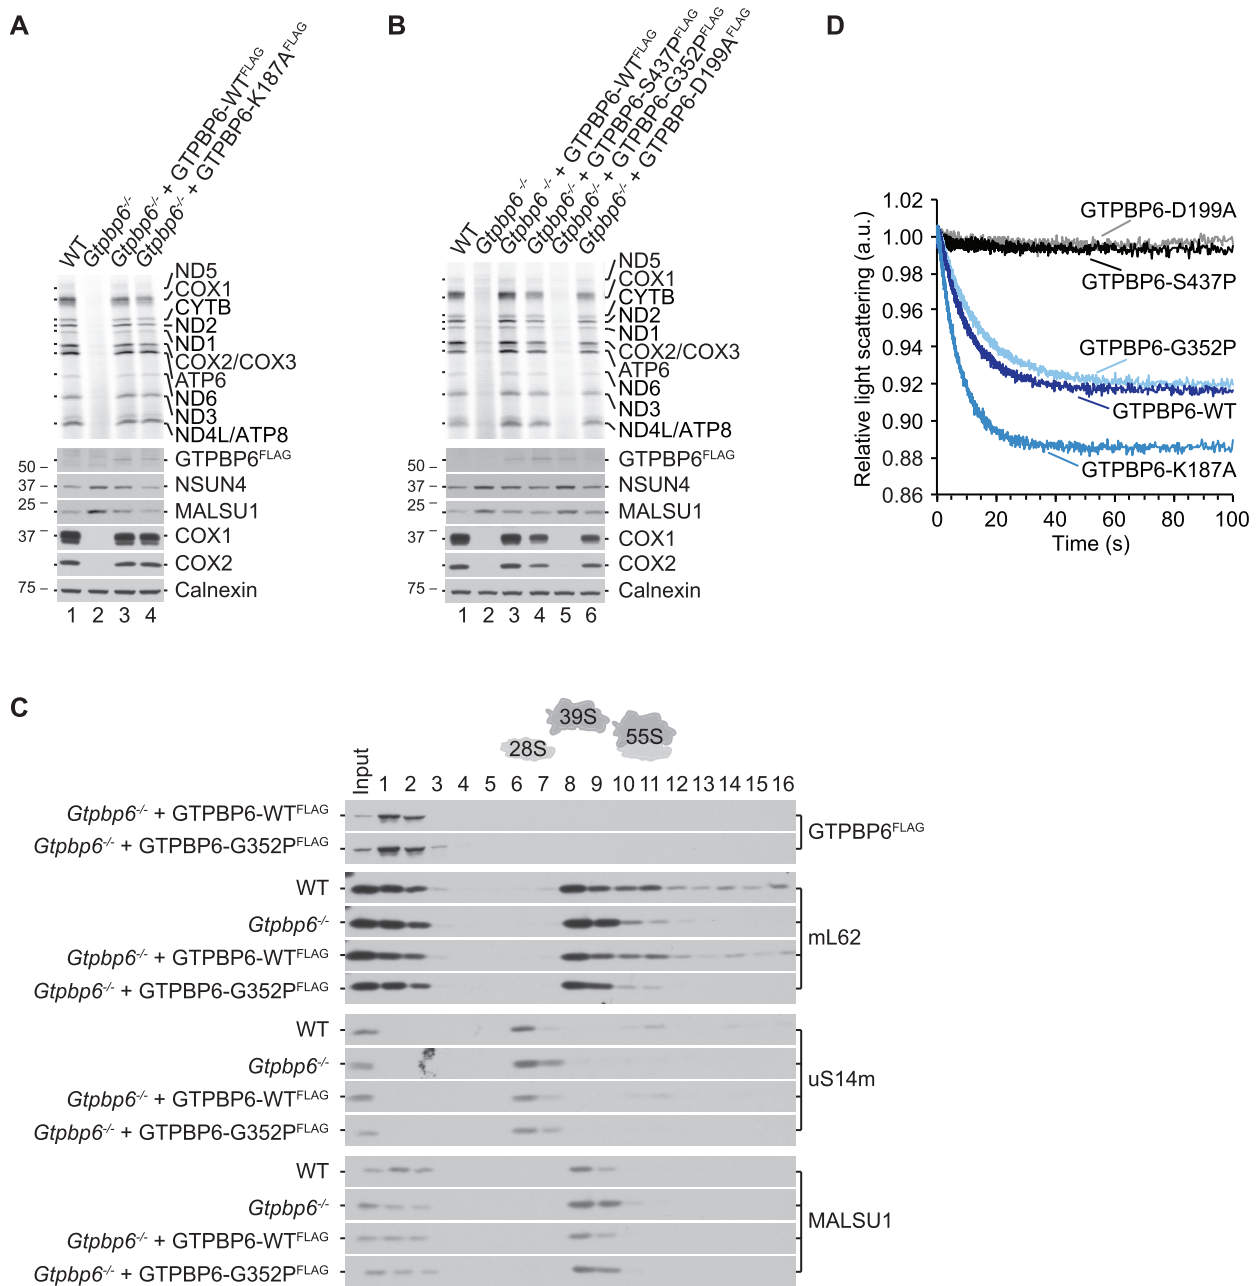 A
WT
Gtpbp6-/-
Gtpbp6-/- + GTPBP6-WTFLAG
Gtpbp6-/- + GTPBP6-K187AFLAG
ND5
COX1
CYTB
ND2
ND1
COX2/COX3
ATP6
ND6
ND3
ND4L/ATP8
50
GTPBP6FLAG
37
NSUN4
25
MALSU1
37
COX1
COX2
75
Calnexin
1 2 3 4
B
WT
Gtpbp6-/-
Gtpbp6-/- + GTPBP6-WTFLAG
Gtpbp6-/- + GTPBP6-S437PFLAG
Gtpbp6-/- + GTPBP6-G352PFLAG
Gtpbp6-/- + GTPBP6-D199AFLAG
ND5
COX1
CYTB
ND2
ND1
COX2/COX3
ATP6
ND6
ND3
ND4L/ATP8
50
GTPBP6FLAG
37
NSUN4
25
MALSU1
37
COX1
COX2
75
Calnexin
1 2 3 4 5 6
D
Relative light scattering (a.u.)
1.02
1.00
0.98
0.96
0.94
0.92
0.90
0.88
0.86
GTPBP6-D199A
GTPBP6-S437P
GTPBP6-G352P
GTPBP6-WT
GTPBP6-K187A
0 20 40 60 80 100
Time (s)
C
28S
39S
55S
Input 1 2 3 4 5 6 7 8 9 10 11 12 13 14 15 16
Gtpbp6-/- + GTPBP6-WTFLAG
Gtpbp6-/- + GTPBP6-G352PFLAG
GTPBP6FLAG
WT
Gtpbp6-/-
Gtpbp6-/- + GTPBP6-WTFLAG
Gtpbp6-/- + GTPBP6-G352PFLAG
mL62
WT
Gtpbp6-/-
Gtpbp6-/- + GTPBP6-WTFLAG
Gtpbp6-/- + GTPBP6-G352PFLAG
uS14m
WT
Gtpbp6-/-
Gtpbp6-/- + GTPBP6-WTFLAG
Gtpbp6-/- + GTPBP6-G352PFLAG
MALSU1